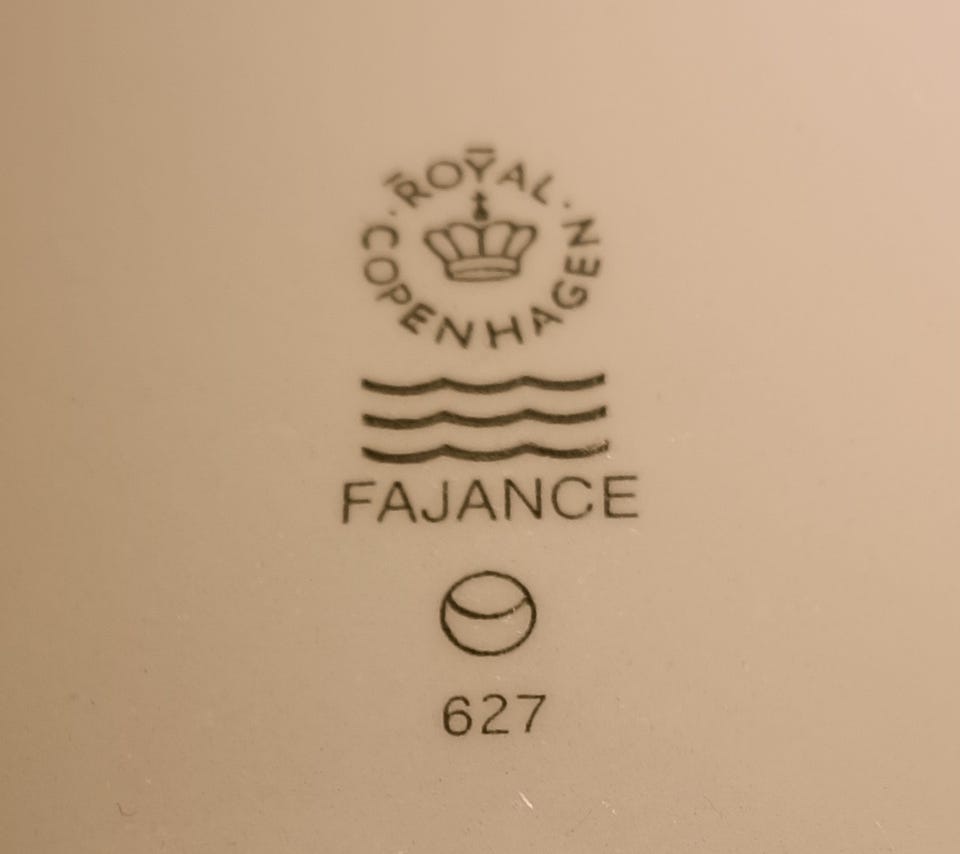 ROYAL · COPENHAGEN ·
FAJANCE
627